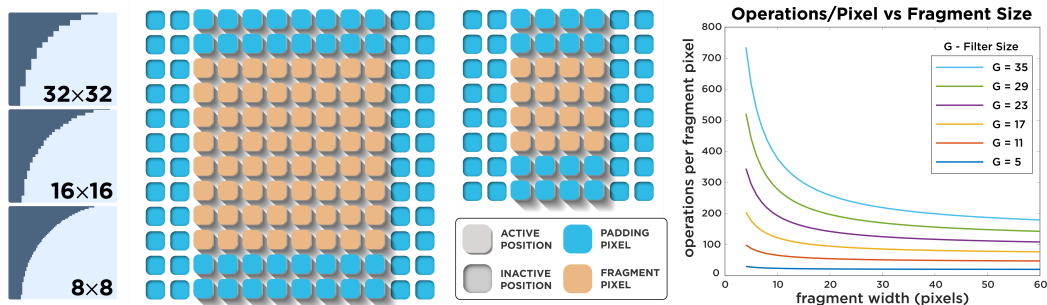 32×32
16×16
8×8
ACTIVE
POSITION
PADDING
PIXEL
INACTIVE
POSITION
FRAGMENT
PIXEL
Operations/Pixel vs Fragment Size
operations per fragment pixel
800
700
600
500
400
300
200
100
0
G - Filter Size
G = 35
G = 29
G = 23
G = 17
G = 11
G = 5
10
20
30
40
50
60
fragment width (pixels)